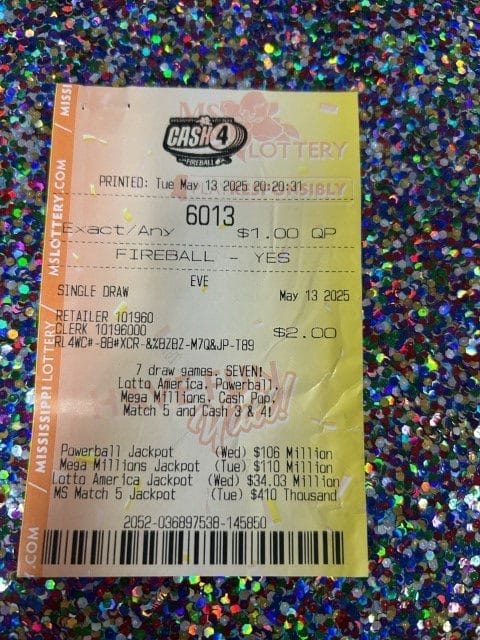 MS
LOTTERY
MISSISSIPPI LOTTERY
CASH 4
FIREBALL
PRINTED: Tue May 13 2025 20:20:31
RESPONSIBLY
6013
Exact/Any $1.00 QP
FIREBALL - YES
EVE
SINGLE DRAW May 13 2025
RETAILER 101960
CLERK 10196000 $2.00
RL4WC#-8B#XCR-&ZBZBZ-M7Q&JP-T89
7 draw games, SEVEN!
Lotto America, Powerball,
Mega Millions, Cash Pop,
Match 5 and Cash 3 & 4!
Powerball Jackpot (Wed) $106 Million
Mega Millions Jackpot (Tue) $110 Million
Lotto America Jackpot (Wed) $34.03 Million
MS Match 5 Jackpot (Tue) $410 Thousand
2052-036897538-145850
.COM / MISSISSIPPI LOTTERY / MSLOTTERY.COM / MISSI